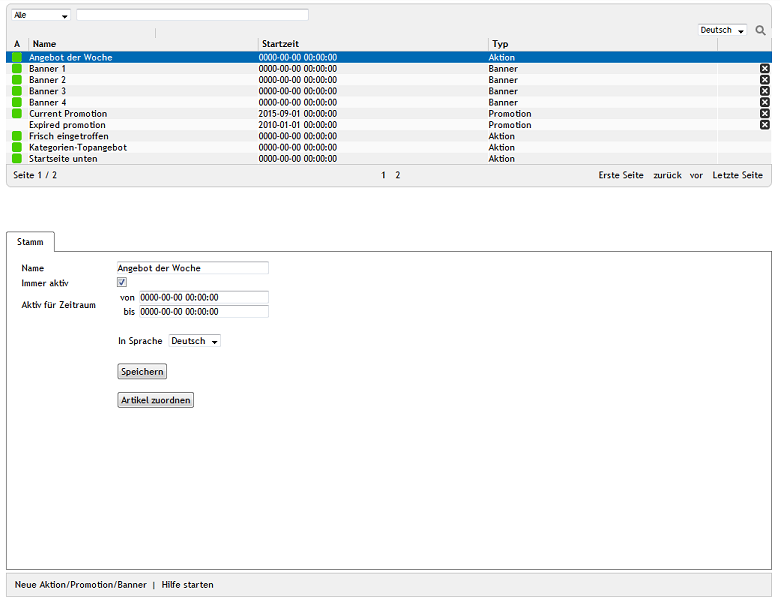 Alle
Deutsch
A Name Startzeit Typ
Angebot der Woche 0000-00-00 00:00:00 Aktion
Banner 1 0000-00-00 00:00:00 Banner
Banner 2 0000-00-00 00:00:00 Banner
Banner 3 0000-00-00 00:00:00 Banner
Banner 4 0000-00-00 00:00:00 Banner
Current Promotion 2015-09-01 00:00:00 Promotion
Expired promotion 2010-01-01 00:00:00 Promotion
Frisch eingetroffen 0000-00-00 00:00:00 Aktion
Kategorien-Topangebot 0000-00-00 00:00:00 Aktion
Startseite unten 0000-00-00 00:00:00 Aktion
Seite 1 / 2 1 2 Erste Seite zurück vor Letzte Seite
Stamm
Name Angebot der Woche
Immer aktiv
Aktiv für Zeitraum von 0000-00-00 00:00:00
bis 0000-00-00 00:00:00
In Sprache Deutsch
Speichern
Artikel zuordnen
Neue Aktion/Promotion/Banner | Hilfe starten